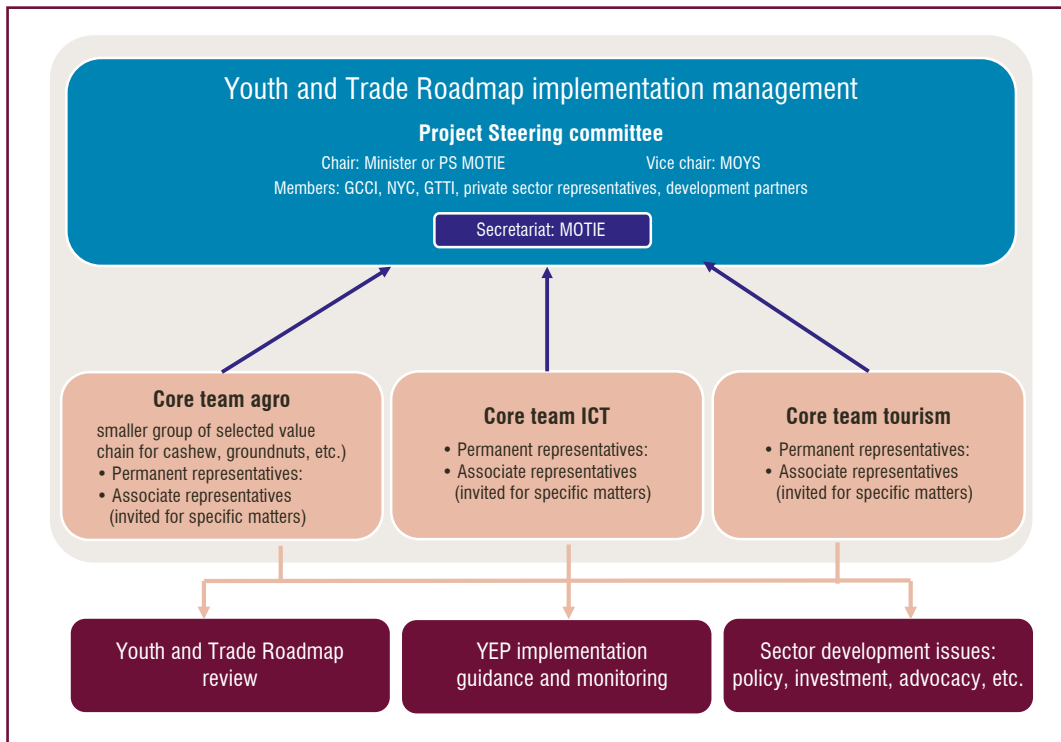 Youth and Trade Roadmap implementation management
Project Steering committee
Chair: Minister or PS MOTIE
Vice chair: MOYS
Members: GCCI, NYC, GTTI, private sector representatives, development partners
Secretariat: MOTIE
Core team agro
smaller group of selected value
chain for cashew, groundnuts, etc.)
• Permanent representatives:
• Associate representatives
(invited for specific matters)
Core team ICT
• Permanent representatives:
• Associate representatives
(invited for specific matters)
Core team tourism
• Permanent representatives:
• Associate representatives
(invited for specific matters)
Youth and Trade Roadmap
review
YEP implementation
guidance and monitoring
Sector development issues:
policy, investment, advocacy, etc.